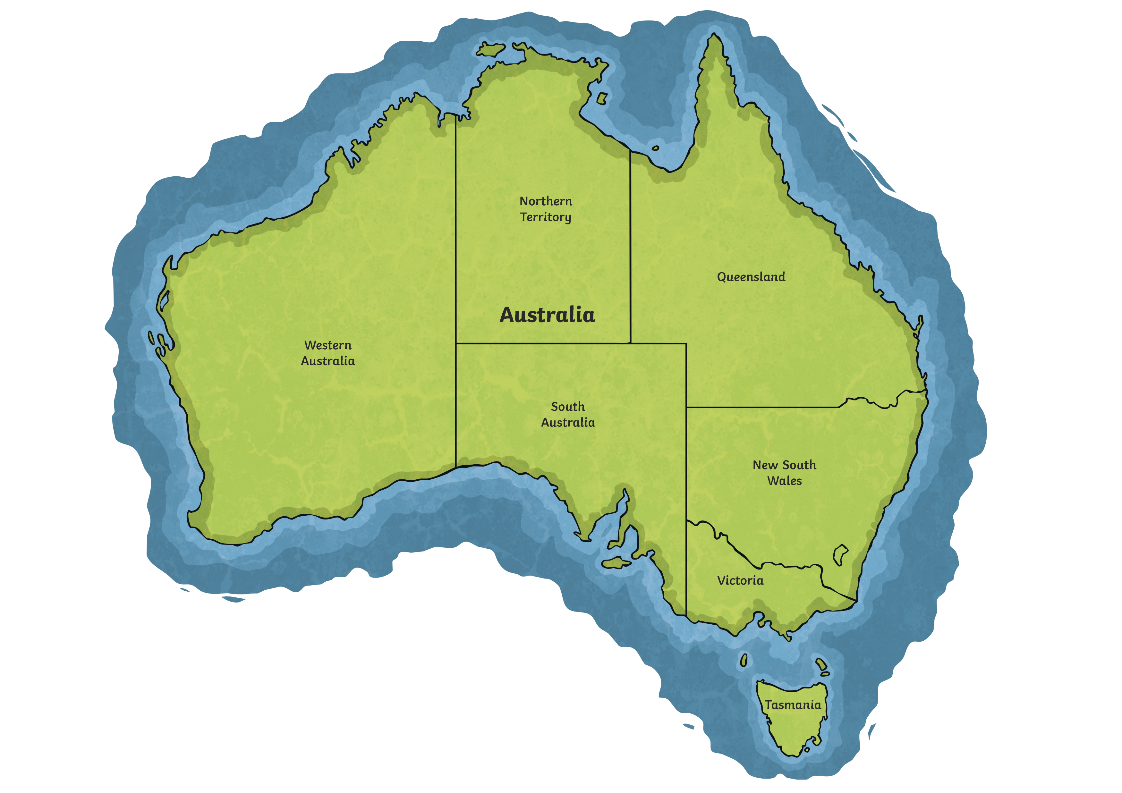 Northern
Territory
Queensland
Australia
Western
Australia
South
Australia
New South
Wales
Victoria
Tasmania